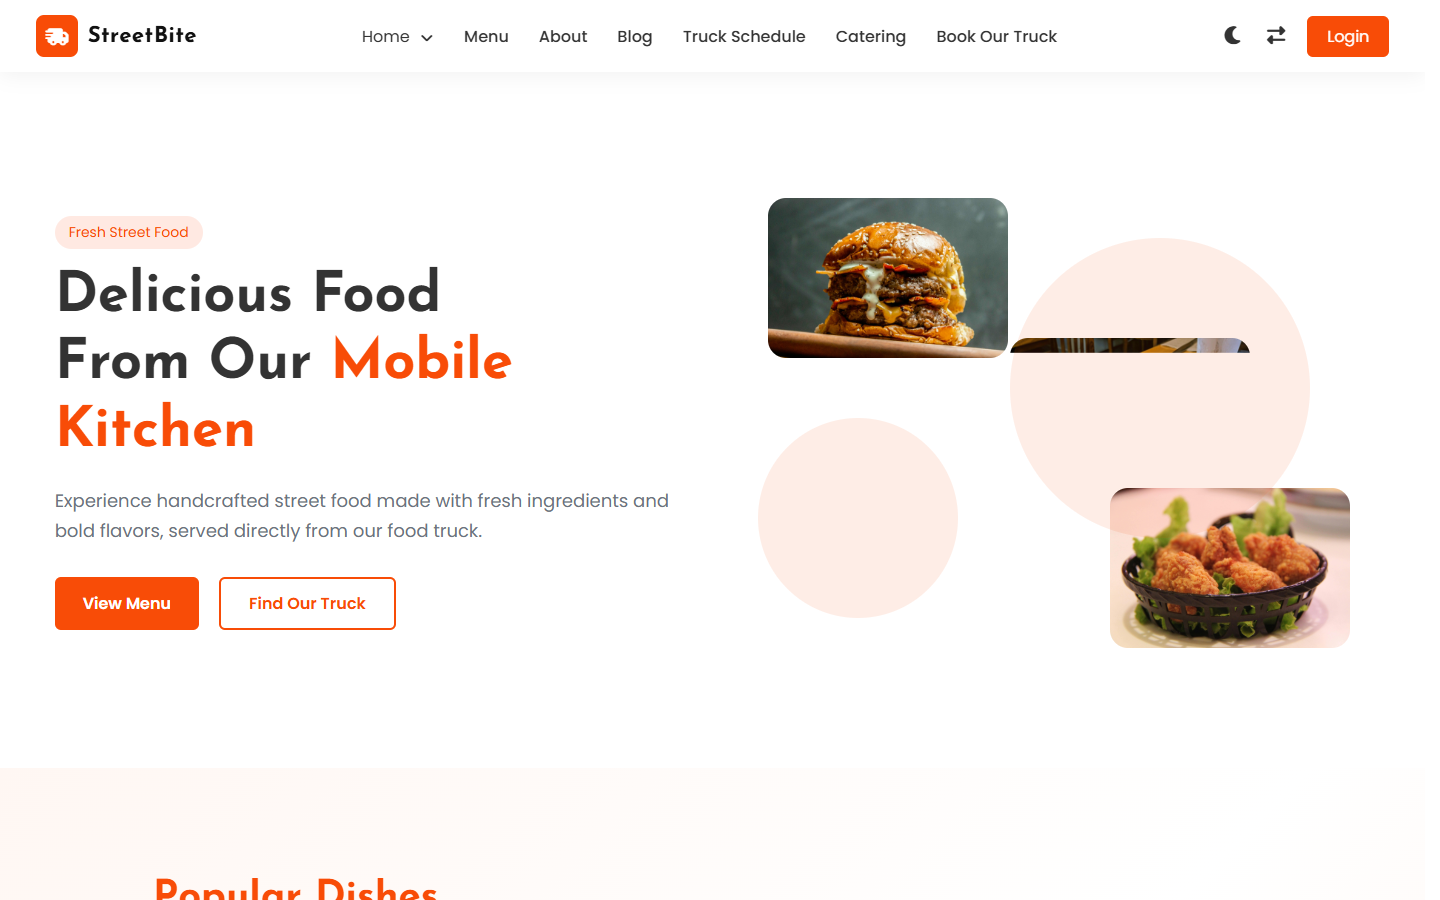 StreetBite
Home
Menu
About
Blog
Truck Schedule
Catering
Book Our Truck
Login
Fresh Street Food
Delicious Food
From Our Mobile
Kitchen
Experience handcrafted street food made with fresh ingredients and
bold flavors, served directly from our food truck.
View Menu
Find Our Truck
Popular Dishes